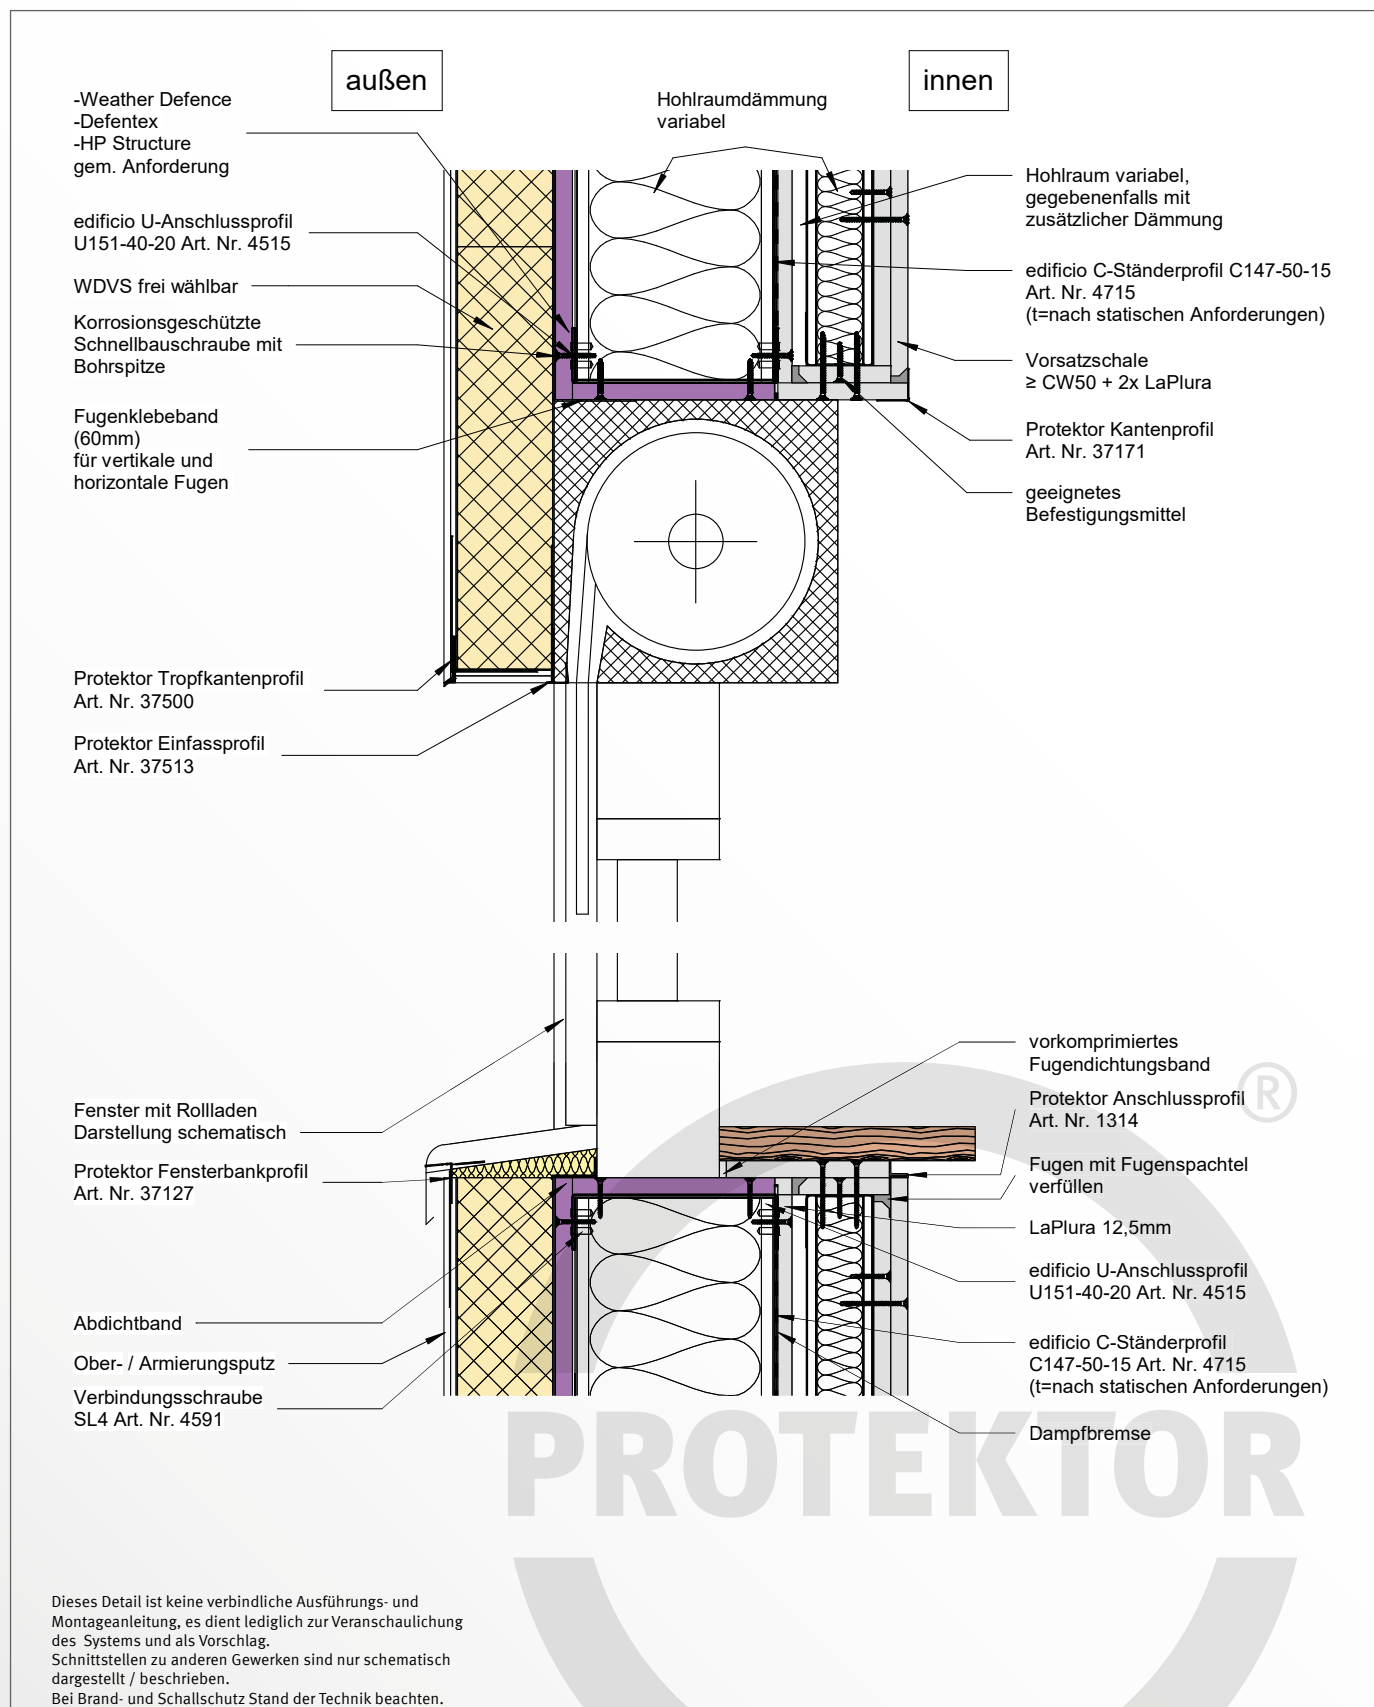 außen
innen
-Weather Defence
-Defentex
-HP Structure
gem. Anforderung
edificio U-Anschlussprofil
U151-40-20 Art. Nr. 4515
WDVS frei wählbar
Korrosionsgeschützte
Schnellbauschraube mit
Bohrspitze
Fugenklebeband
(60mm)
für vertikale und
horizontale Fugen
Protektor Tropfkantenprofil
Art. Nr. 37500
Protektor Einfassprofil
Art. Nr. 37513
Hohlraumdämmung
variabel
Hohlraum variabel,
gegebenenfalls mit
zusätzlicher Dämmung
edificio C-Ständerprofil C147-50-15
Art. Nr. 4715
(t=nach statischen Anforderungen)
Vorsatzschale
≥ CW50 + 2x LaPlura
Protektor Kantenprofil
Art. Nr. 37171
geeignetes
Befestigungsmittel
Fenster mit Rollladen
Darstellung schematisch
Protektor Fensterbankprofil
Art. Nr. 37127
Abdichtband
Ober- / Armierungsputz
Verbindungsschraube
SL4 Art. Nr. 4591
vorkomprimiertes
Fugendichtungsband
Protektor Anschlussprofil
Art. Nr. 1314
Fugen mit Fugenspachtel
verfüllen
LaPlura 12,5mm
edificio U-Anschlussprofil
U151-40-20 Art. Nr. 4515
edificio C-Ständerprofil
C147-50-15 Art. Nr. 4715
(t=nach statischen Anforderungen)
Dampfbremse
®
PROTEKTOR
Dieses Detail ist keine verbindliche Ausführungs- und
Montageanleitung, es dient lediglich zur Veranschaulichung
des Systems und als Vorschlag.
Schnittstellen zu anderen Gewerken sind nur schematisch
dargestellt / beschrieben.
Bei Brand- und Schallschutz Stand der Technik beachten.